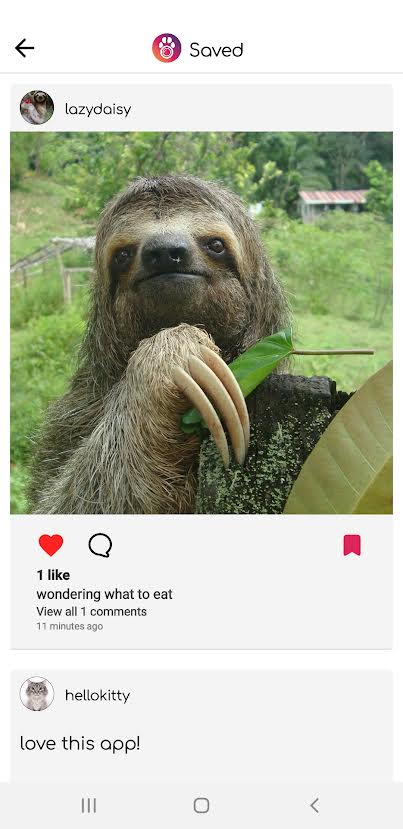 Saved
lazydaisy
1 like
wondering what to eat
View all 1 comments
11 minutes ago
hellokitty
love this app!